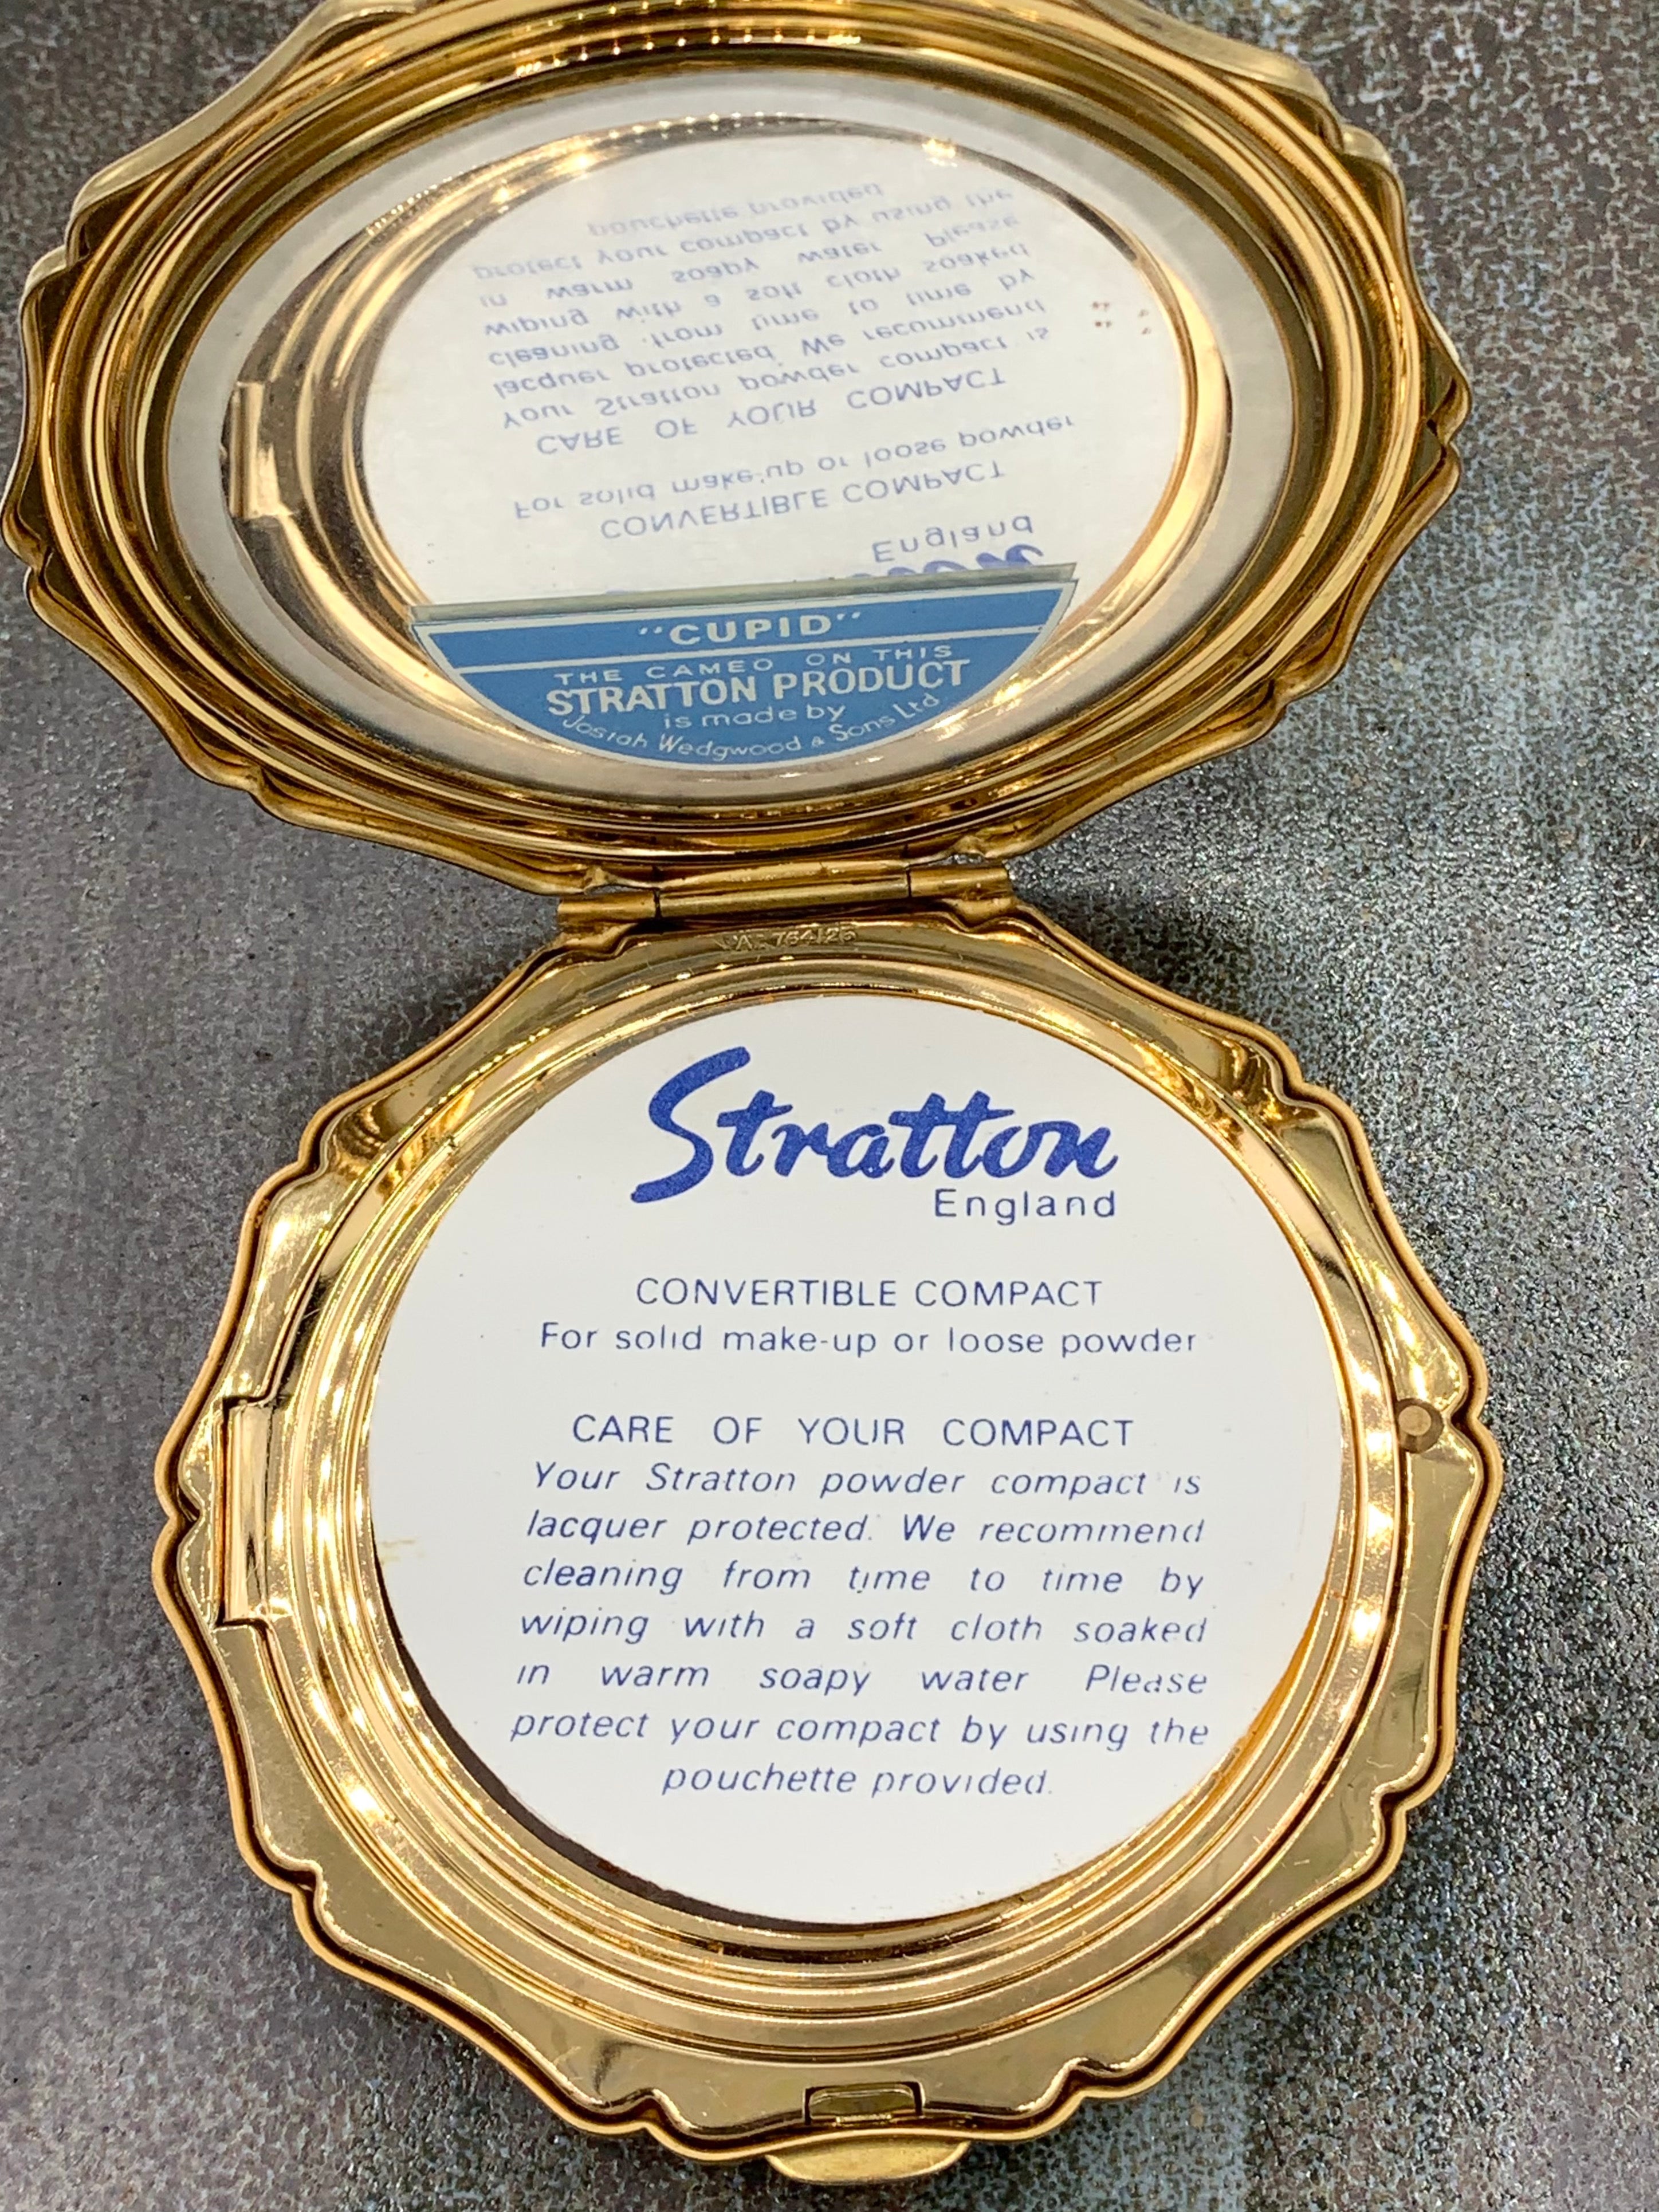 "CUPID"
THE CAMEO ON THIS
STRATTON PRODUCT
is made by
Josiah Wedgwood & Sons Ltd.
Stratton
England
CONVERTIBLE COMPACT
For solid make-up or loose powder
CARE OF YOUR COMPACT
Your Stratton powder compact is
lacquer protected. We recommend
cleaning from time to time by
wiping with a soft cloth soaked
in warm soapy water Please
protect your compact by using the
pouchette provided.